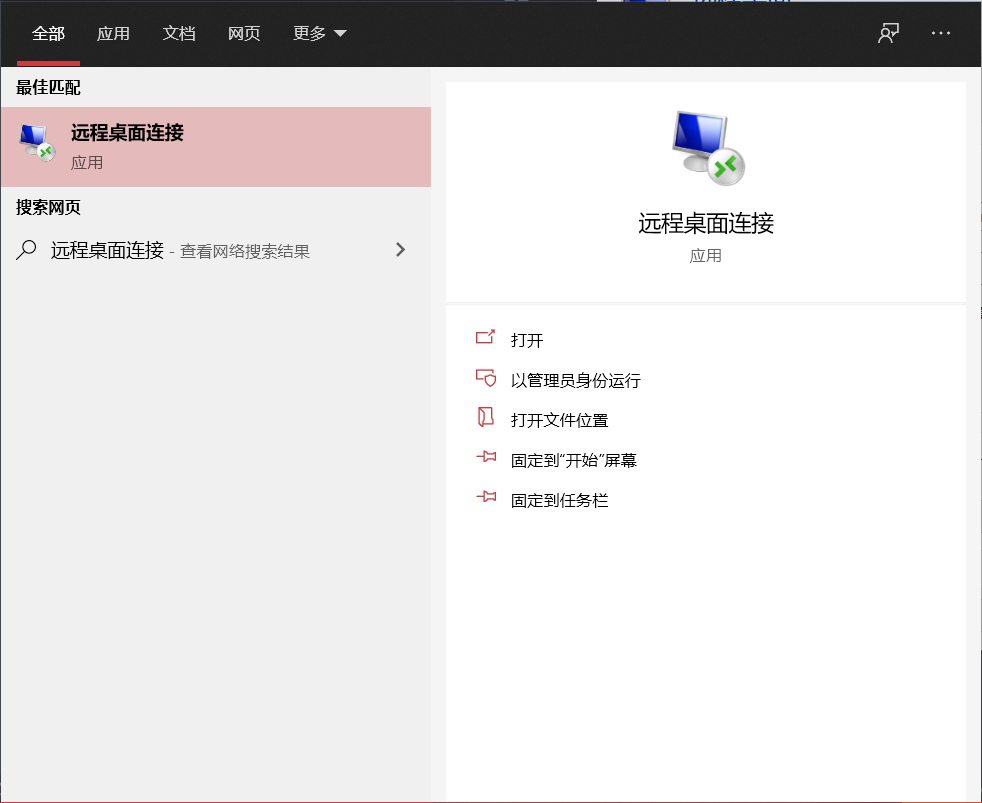 全部 应用 文档 网页 更多
最佳匹配
远程桌面连接
应用
搜索网页
远程桌面连接 - 查看网络搜索结果
远程桌面连接
应用
打开
以管理员身份运行
打开文件位置
固定到“开始”屏幕
固定到任务栏